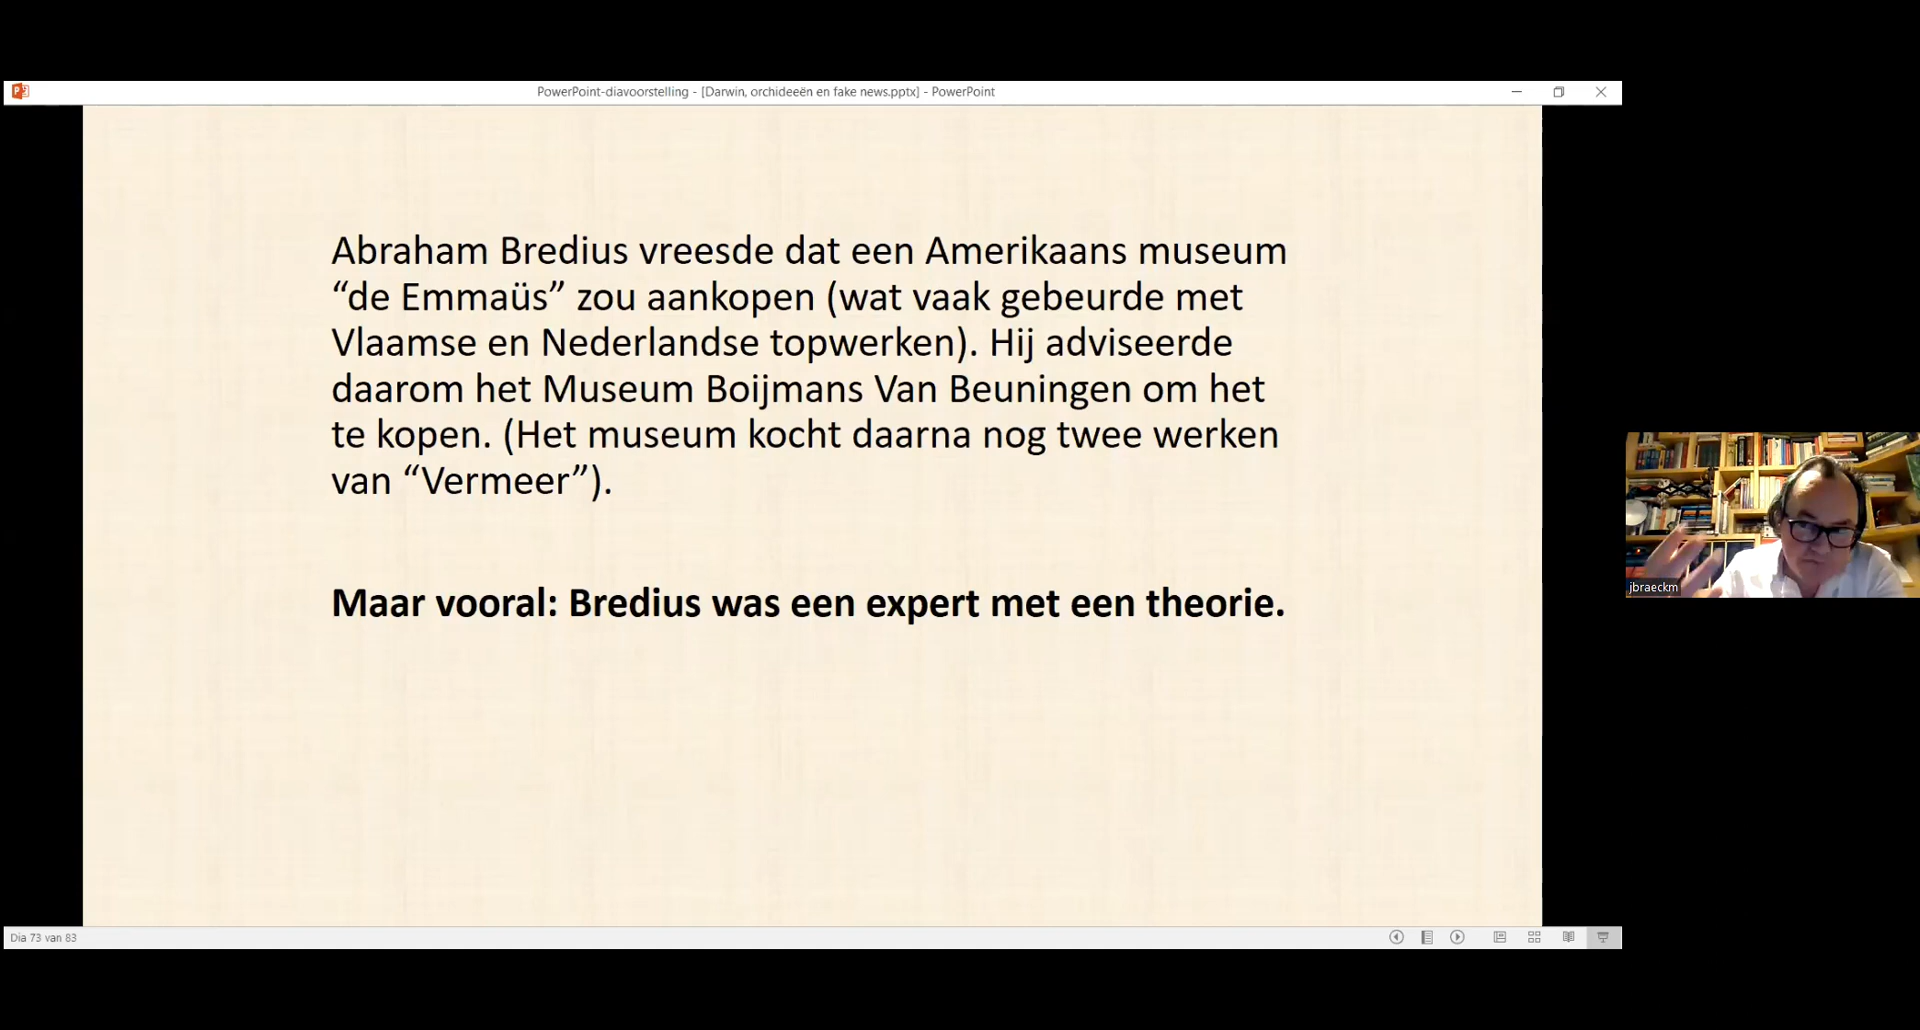 PowerPoint-diavoorstelling - [Darwin, orchideeën en fake news.pptx] - PowerPoint
Abraham Bredius vreesde dat een Amerikaans museum
“de Emmaüs” zou aankopen (wat vaak gebeurde met
Vlaamse en Nederlandse topwerken). Hij adviseerde
daarom het Museum Boijmans Van Beuningen om het
te kopen. (Het museum kocht daarna nog twee werken
van “Vermeer”).
Maar vooral: Bredius was een expert met een theorie.
jbraeckm
Dia 73 van 83